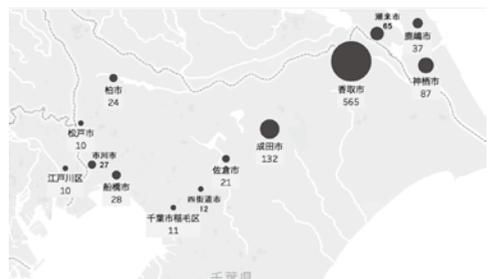 潮来市
65
鹿嶋市
37
香取市
565
神栖市
87
柏市
24
松戸市
10
成田市
132
市川市
27
江戸川区
10
船橋市
28
佐倉市
21
四街道市
12
千葉市稲毛区
11
千葉県